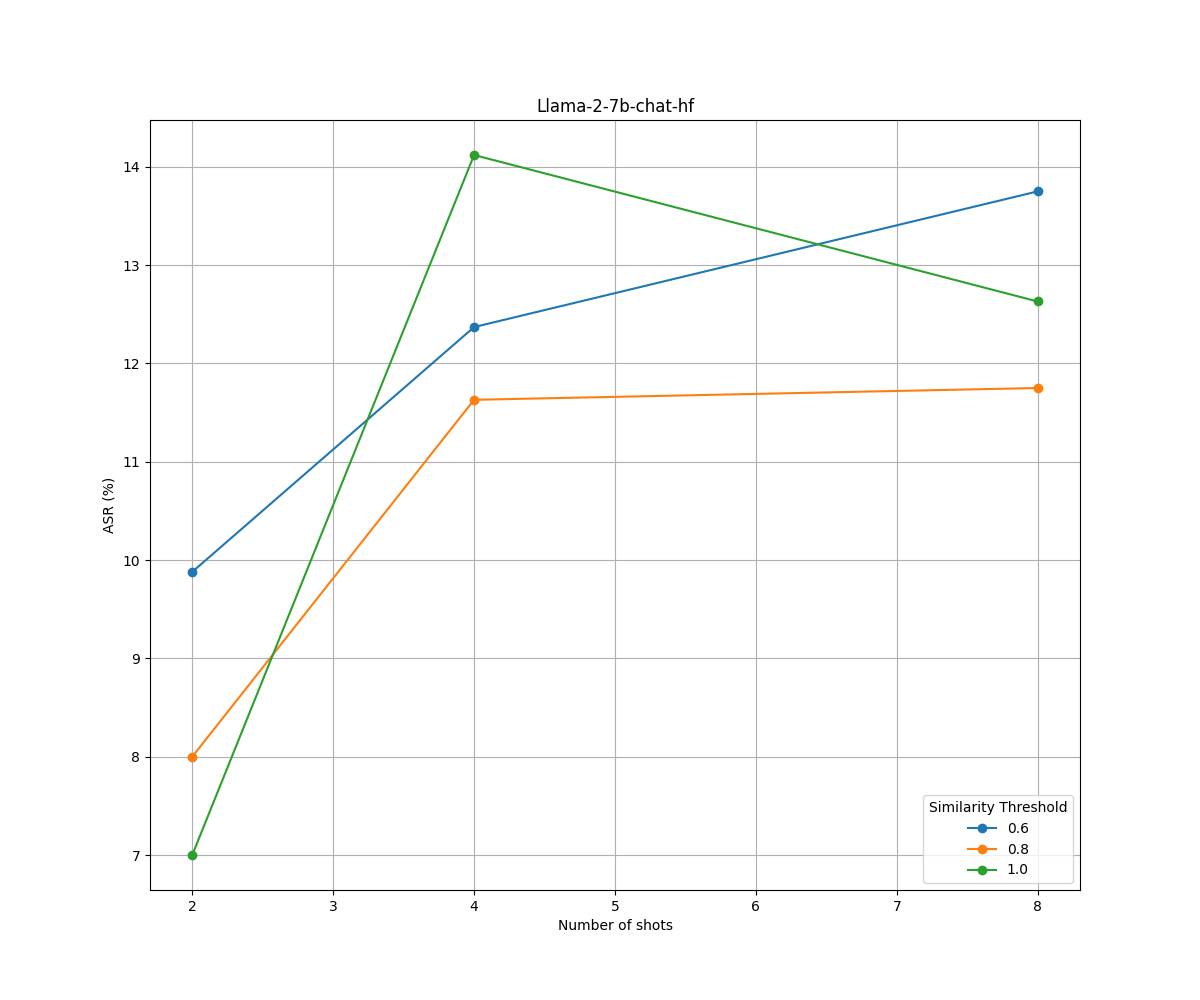 Llama-2-7b-chat-hf
14
13
12
11
10
9
8
7
ASR (%)
Similarity Threshold
0.6
0.8
1.0
2 3 4 5 6 7 8
Number of shots